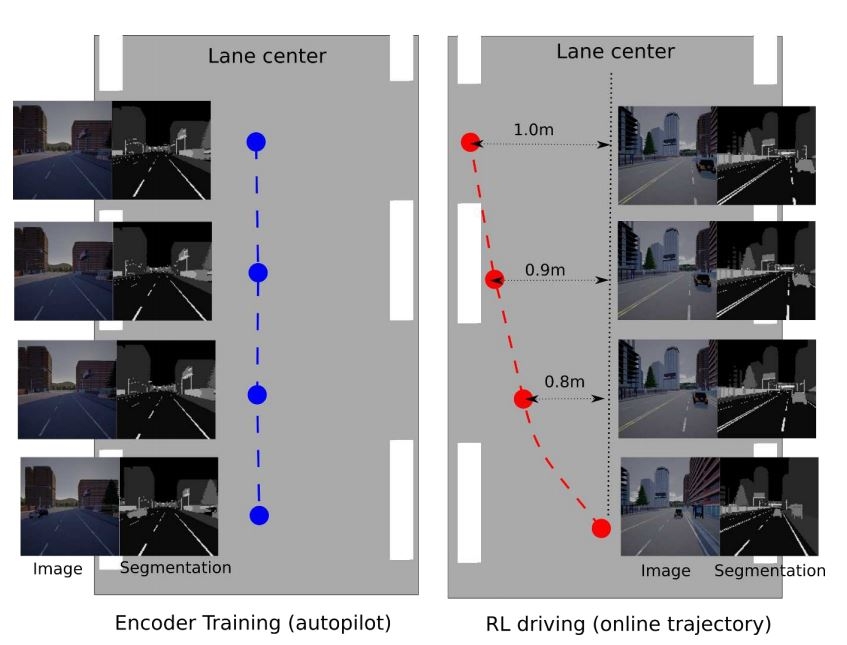 Lane center
Lane center
1.0m
0.9m
0.8m
Image
Segmentation
Image
Segmentation
Encoder Training (autopilot)
RL driving (online trajectory)